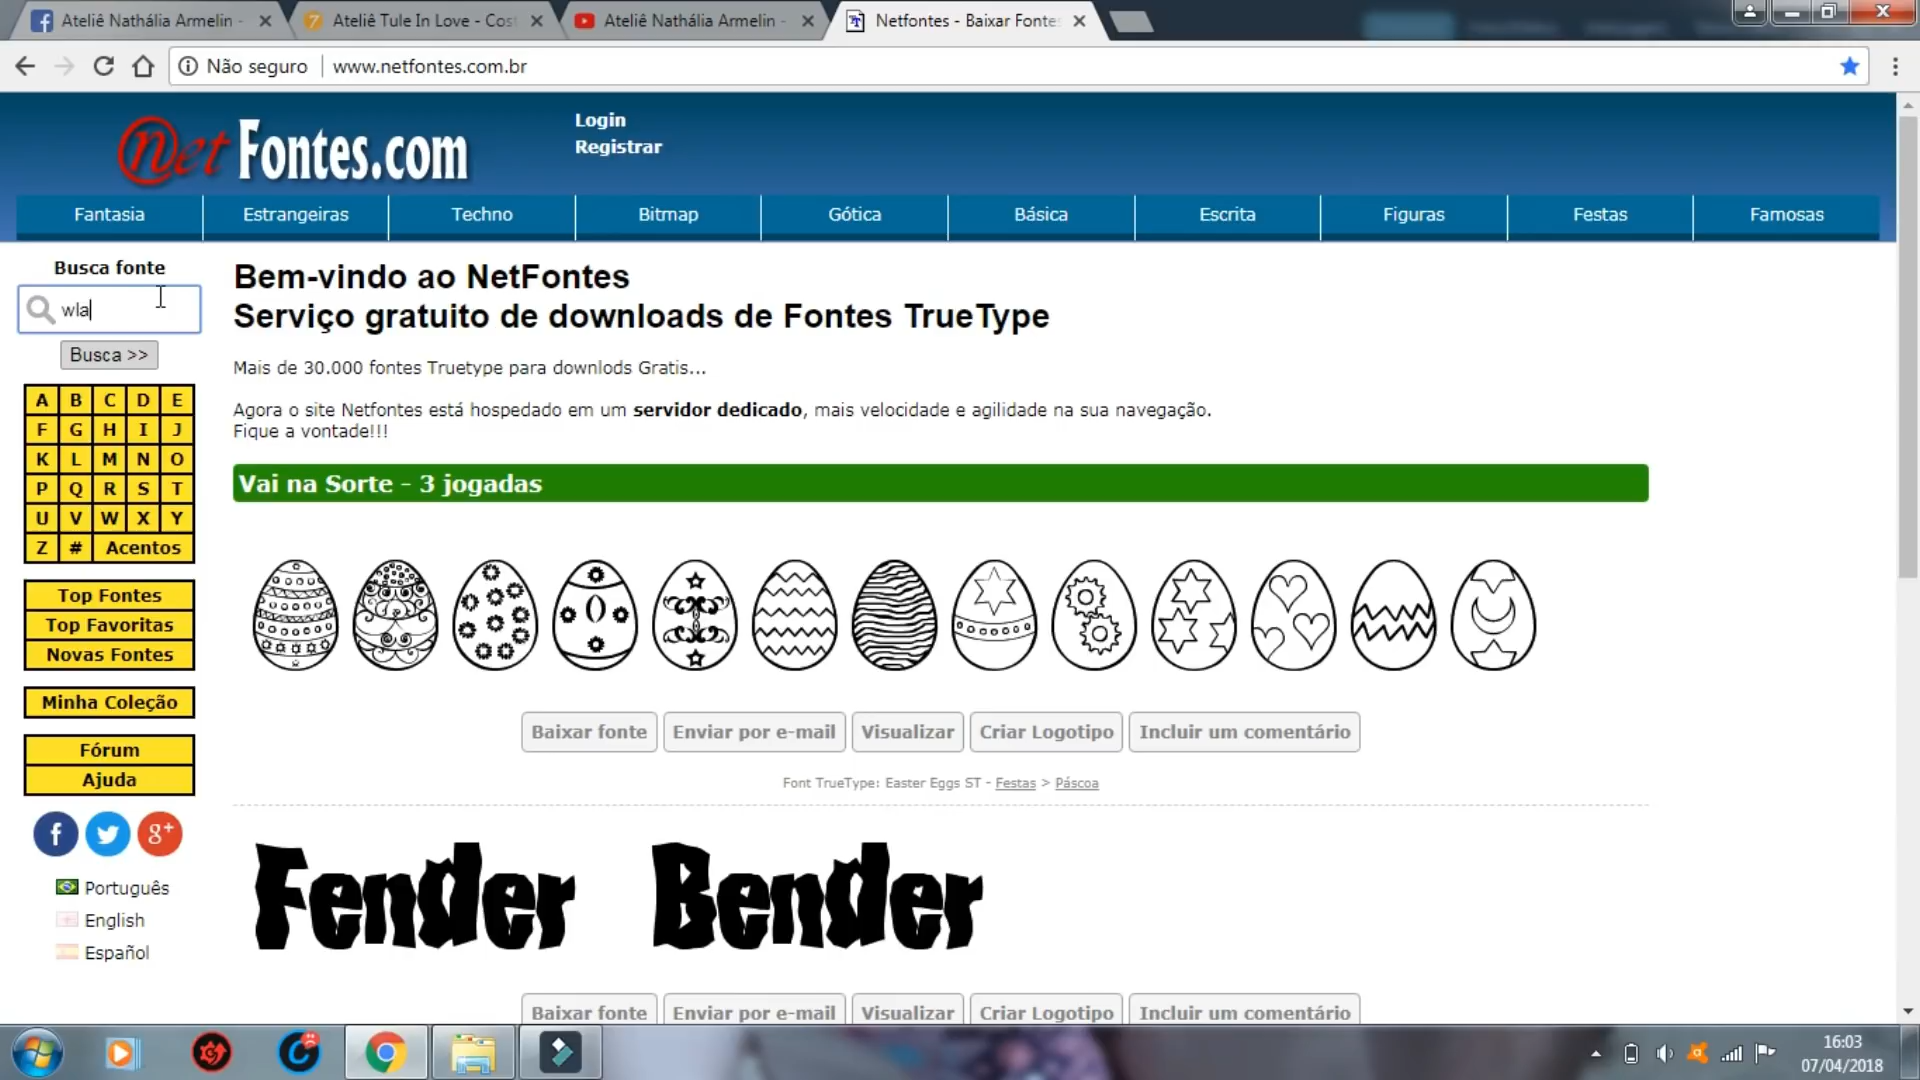 Ateliê Nathália Armelin -
Ateliê Tule In Love - Cost
Ateliê Nathália Armelin -
Netfontes - Baixar Fontes
Não seguro
www.netfontes.com.br
Net Fontes.com
Login
Registrar
Fantasia
Estrangeiras
Techno
Bitmap
Gótica
Básica
Escrita
Figuras
Festas
Famosas
Busca fonte
wla
Busca >>
A B C D E
F G H I J
K L M N O
P Q R S T
U V W X Y
Z # Acentos
Top Fontes
Top Favoritas
Novas Fontes
Minha Coleção
Fórum
Ajuda
Português
English
Español
Bem-vindo ao NetFontes
Serviço gratuito de downloads de Fontes TrueType
Mais de 30.000 fontes Truetype para downlods Gratis...
Agora o site Netfontes está hospedado em um servidor dedicado, mais velocidade e agilidade na sua navegação.
Fique a vontade!!!
Vai na Sorte - 3 jogadas
Baixar fonte
Enviar por e-mail
Visualizar
Criar Logotipo
Incluir um comentário
Font TrueType: Easter Eggs ST - Festas > Páscoa
Fender Bender
Baixar fonte
Enviar por e-mail
Visualizar
Criar Logotipo
Incluir um comentário
16:03
07/04/2018